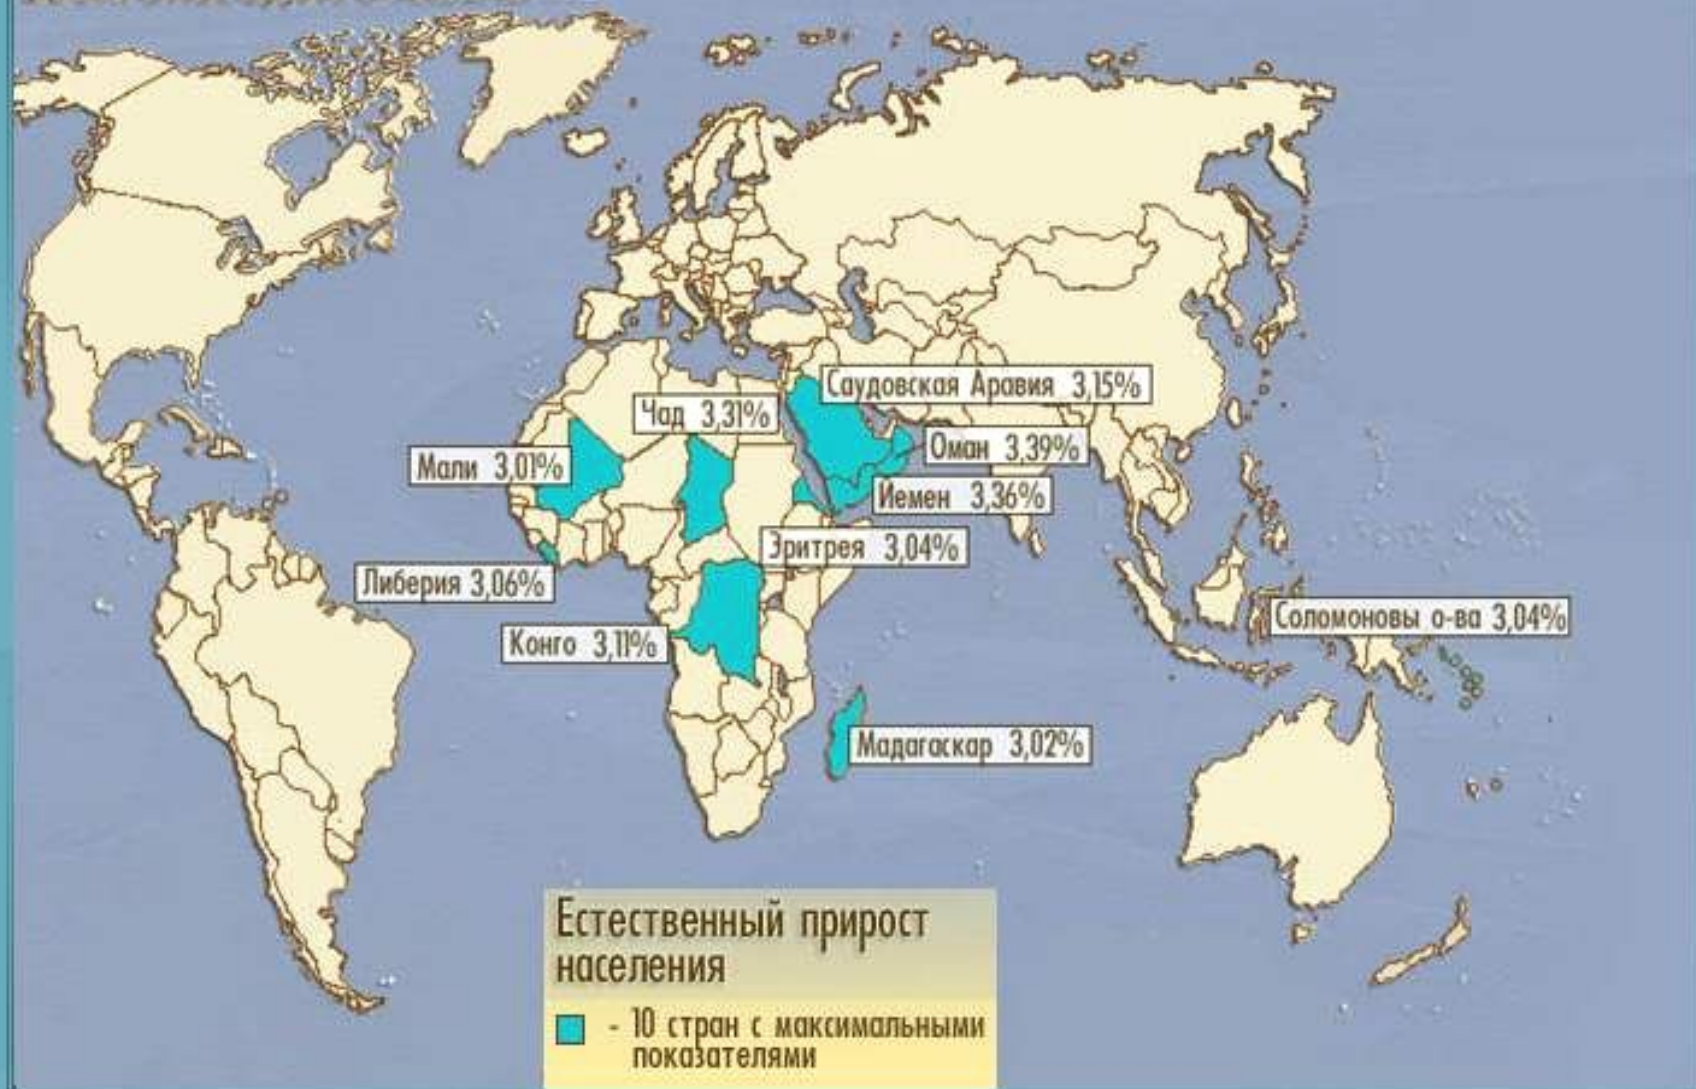 Саудовская Аравия 3,15%
Чад 3,31%
Оман 3,39%
Мали 3,01%
Йемен 3,36%
Эритрея 3,04%
Либерия 3,06%
Соломоновы о-ва 3,04%
Конго 3,11%
Мадагаскар 3,02%
Естественный прирост
населения
- 10 стран с максимальными
показателями